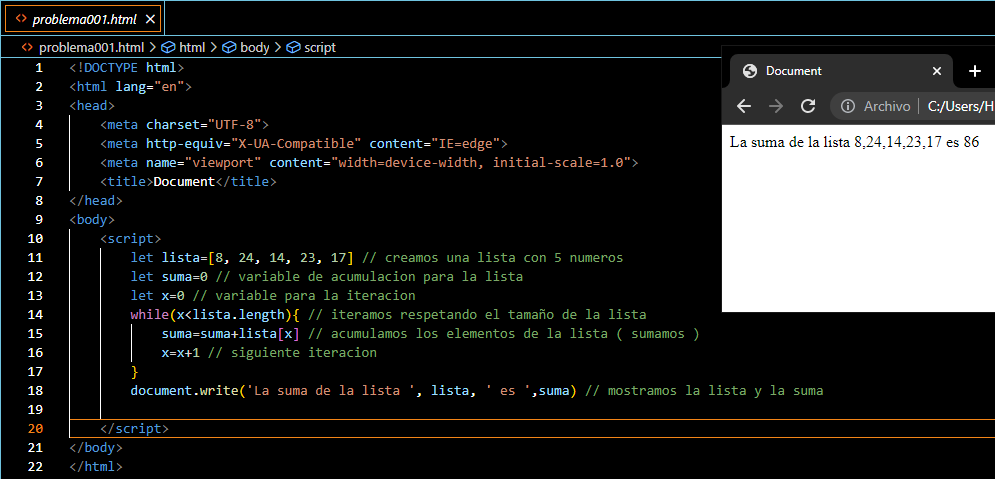 problema001.html
problema001.html > html > body > script
1 <!DOCTYPE html>
2 <html lang="en">
3 <head>
4 <meta charset="UTF-8">
5 <meta http-equiv="X-UA-Compatible" content="IE=edge">
6 <meta name="viewport" content="width=device-width, initial-scale=1.0">
7 <title>Document</title>
8 </head>
9 <body>
10 <script>
11 let lista=[8, 24, 14, 23, 17] // creamos una lista con 5 numeros
12 let suma=0 // variable de acumulacion para la lista
13 let x=0 // variable para la iteracion
14 while(x<lista.length){ // iteramos respetando el tamaño de la lista
15 suma=suma+lista[x] // acumulamos los elementos de la lista ( sumamos )
16 x=x+1 // siguiente iteracion
17 }
18 document.write('La suma de la lista ', lista, ' es ',suma) // mostramos la lista y la suma
19
20 </script>
21 </body>
22 </html>
Document
Archivo | C:/Users/H
La suma de la lista 8,24,14,23,17 es 86